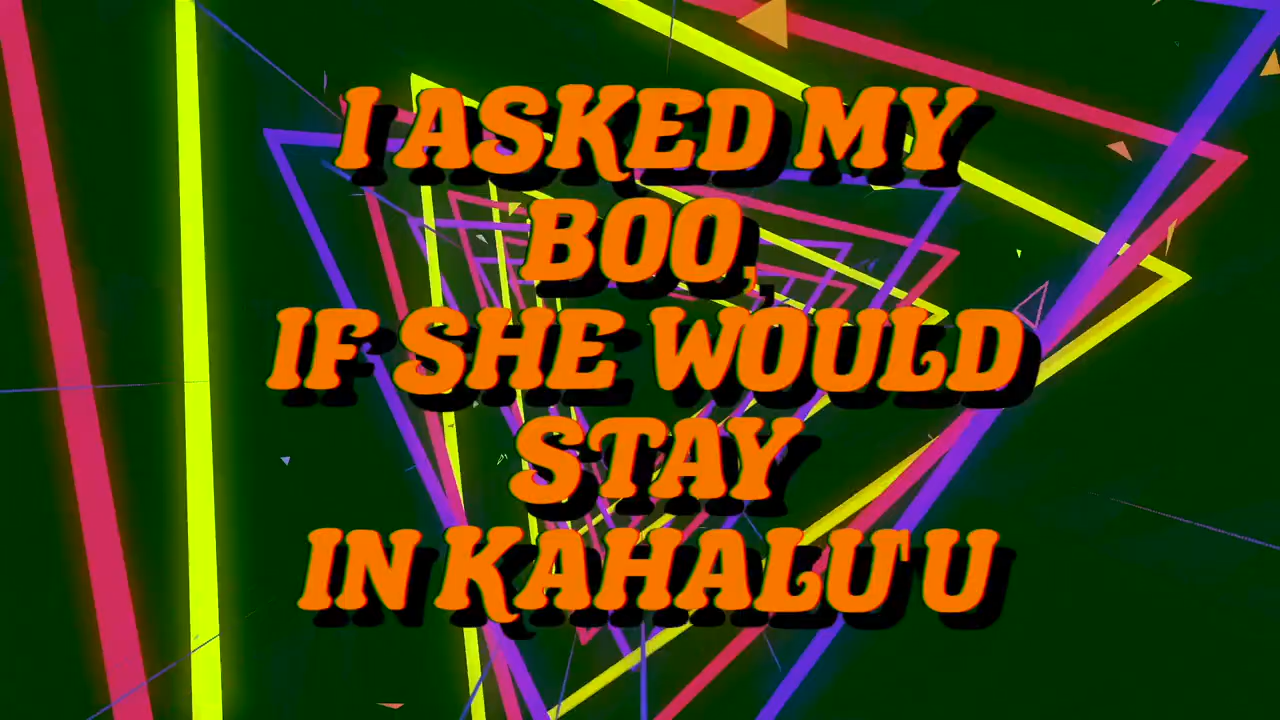 I ASKED MY
BOO,
IF SHE WOULD
STAY
IN KAHALU'U